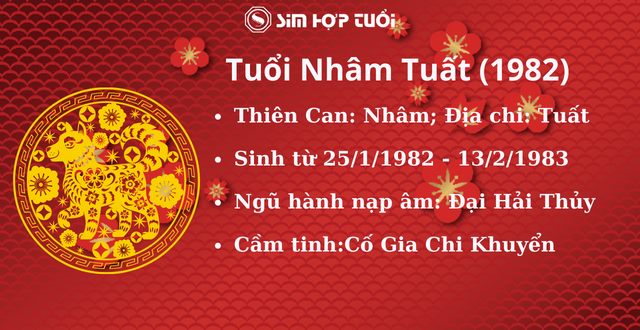 SIM HỢP TUỔI
Tuổi Nhâm Tuất (1982)
• Thiên Can: Nhâm; Địa chi: Tuất
• Sinh từ 25/1/1982 - 13/2/1983
• Ngũ hành nạp âm: Đại Hải Thủy
• Cầm tinh:Cố Gia Chi Khuyển